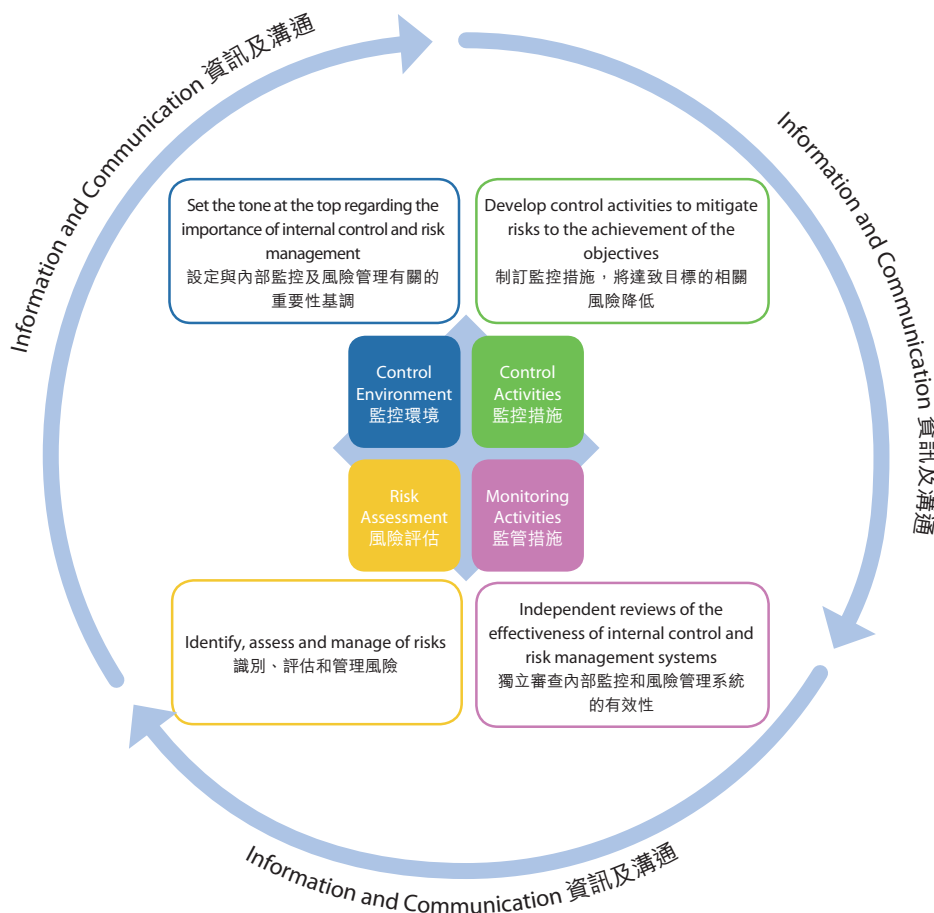 Information and Communication 資訊及溝通
Information and Communication 資訊及溝通
Set the tone at the top regarding the
importance of internal control and risk
management
設定與內部監控及風險管理有關的
重要性基調
Develop control activities to mitigate
risks to the achievement of the
objectives
制訂監控措施，將達致目標的相關
風險降低
Control
Environment
監控環境
Control
Activities
監控措施
Risk
Assessment
風險評估
Monitoring
Activities
監管措施
Identify, assess and manage of risks
識別、評估和管理風險
Independent reviews of the
effectiveness of internal control and
risk management systems
獨立審查內部監控和風險管理系統
的有效性
Information and Communication 資訊及溝通